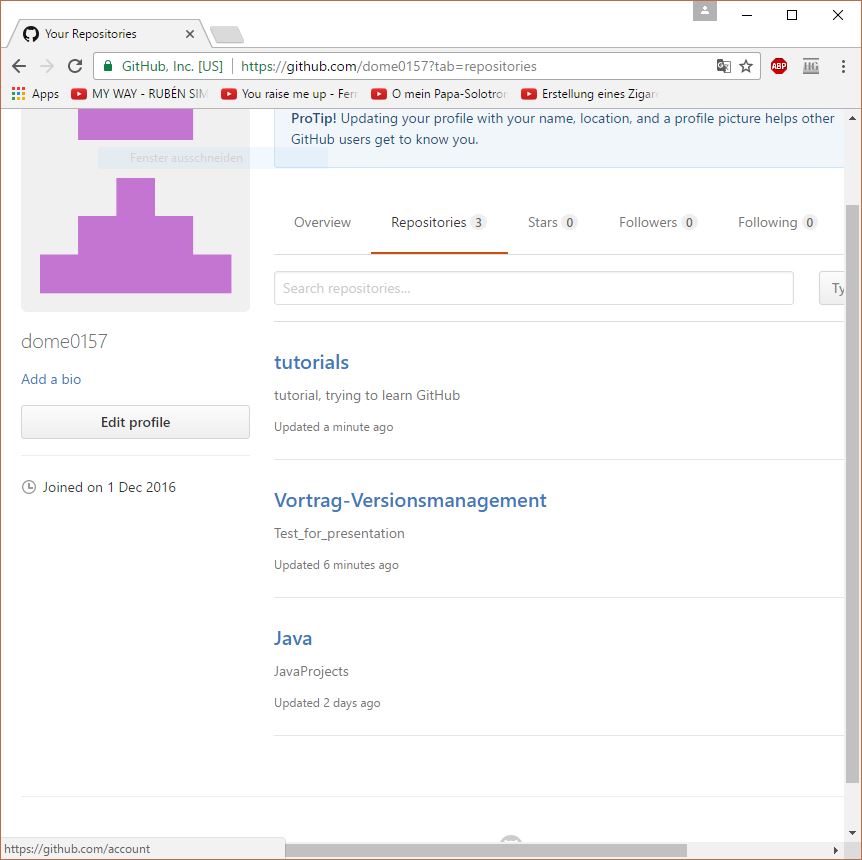 Your Repositories
GitHub, Inc. [US] | https://github.com/dome0157?tab=repositories
ABP
HG
Apps
MY WAY - RUBÉN SIM
You raise me up - Ferr
O mein Papa-Solotron
Erstellung eines Zigar
ProTip! Updating your profile with your name, location, and a profile picture helps other
GitHub users get to know you.
Fenster ausschneiden
Overview
Repositories 3
Stars 0
Followers 0
Following 0
Search repositories...
Ty
dome0157
Add a bio
Edit profile
Joined on 1 Dec 2016
tutorials
tutorial, trying to learn GitHub
Updated a minute ago
Vortrag-Versionsmanagement
Test_for_presentation
Updated 6 minutes ago
Java
JavaProjects
Updated 2 days ago
https://github.com/account